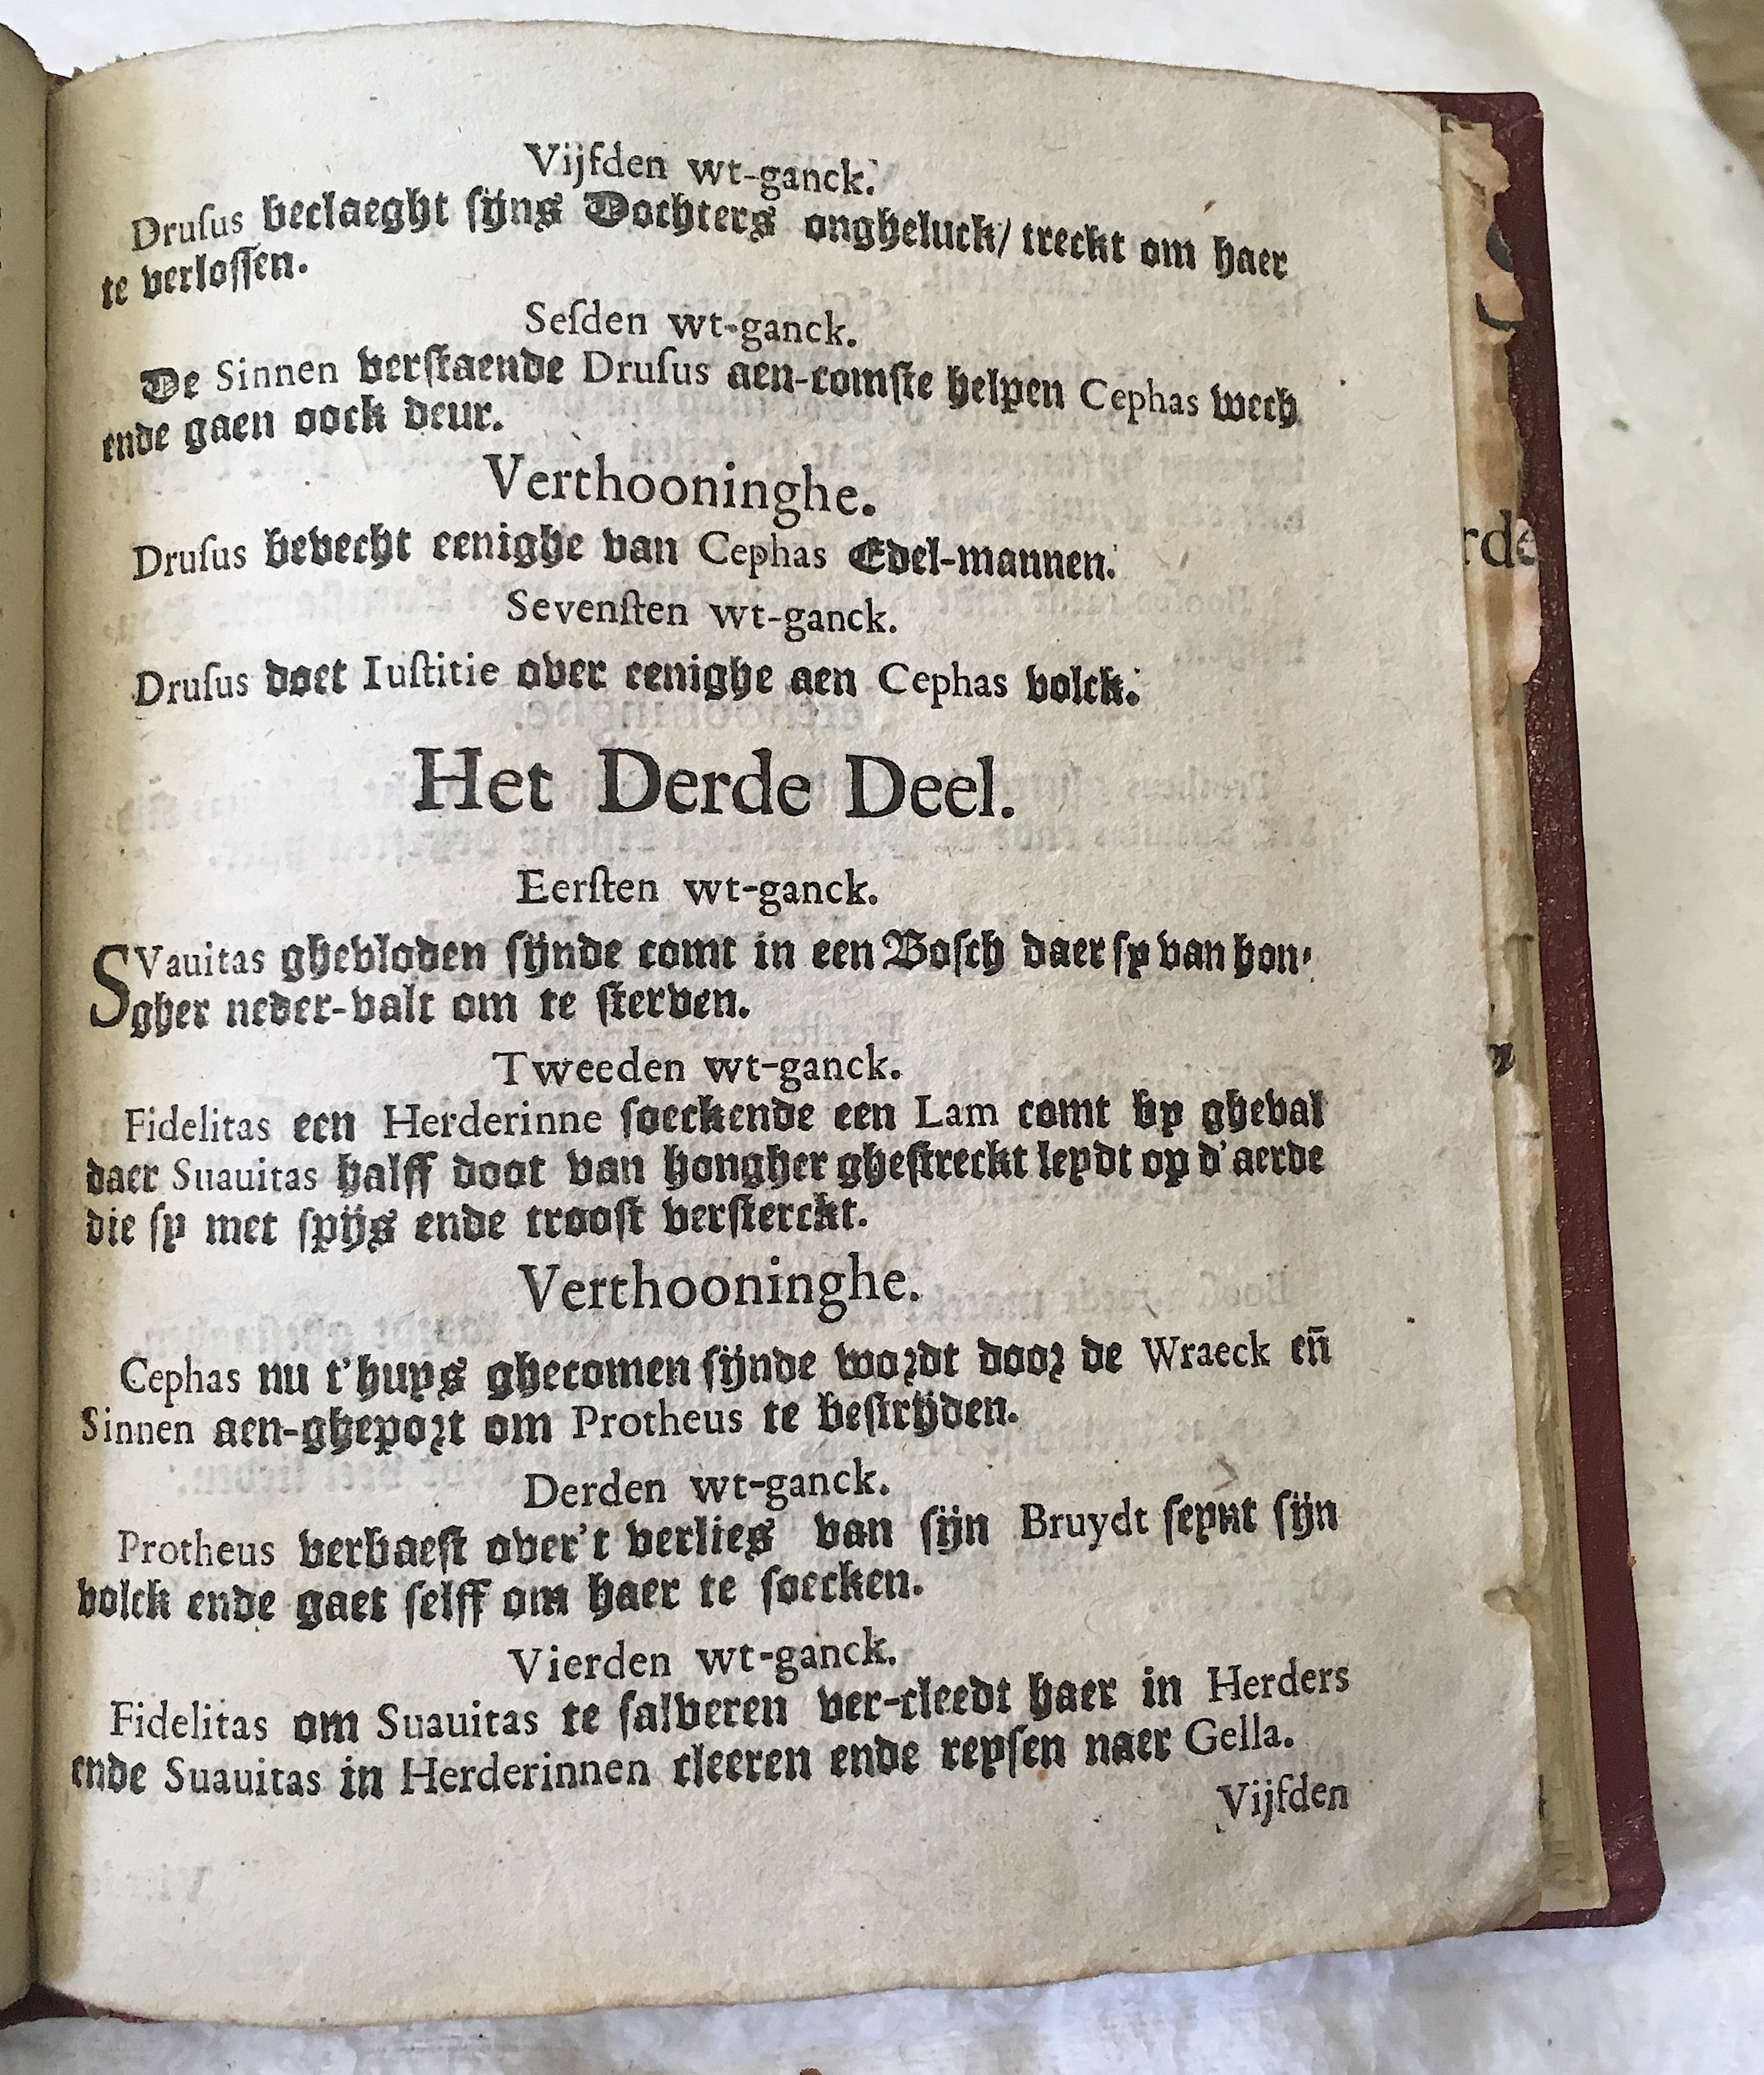 Vijfden wt-ganck.
Druſus beclaeght ſijns Dochters ongheluck/ treckt om haer
te verloſſen.
Seſden wt-ganck.
De Sinnen verſtaende Druſus aen-comſte helpen Cephas wech
ende gaen oock deur.
Verthooninghe.
Druſus bevecht eenighe van Cephas Edel-mannen.
Sevenſten wt-ganck.
Druſus doet Iuſtitie over eenighe aen Cephas volck.
Het Derde Deel.
Eerſten wt-ganck.
SVauitas ghevloden ſijnde comt in een Boſch daer ſy van hon-
gher neder-valt om te ſterven.
Tweeden wt-ganck.
Fidelitas een Herderinne ſoeckende een Lam comt by gheval
daer Suauitas halff doot van hongher gheſtreckt leydt op d'aerde
die ſy met ſpijs ende trooſt verſterckt.
Verthooninghe.
Cephas nu t'huys ghecomen ſijnde wordt door de Wraeck en̄
Sinnen aen-gheport om Protheus te beſtrijden.
Derden wt-ganck.
Protheus verbaeſt over't verlies van ſijn Bruydt ſeynt ſijn
volck ende gaet ſelff om haer te ſoecken.
Vierden wt-ganck.
Fidelitas om Suauitas te ſalveren ver-cleedt haer in Herders
ende Suauitas in Herderinnen cleeren ende reyſen naer Gella.
Vijfden
rde